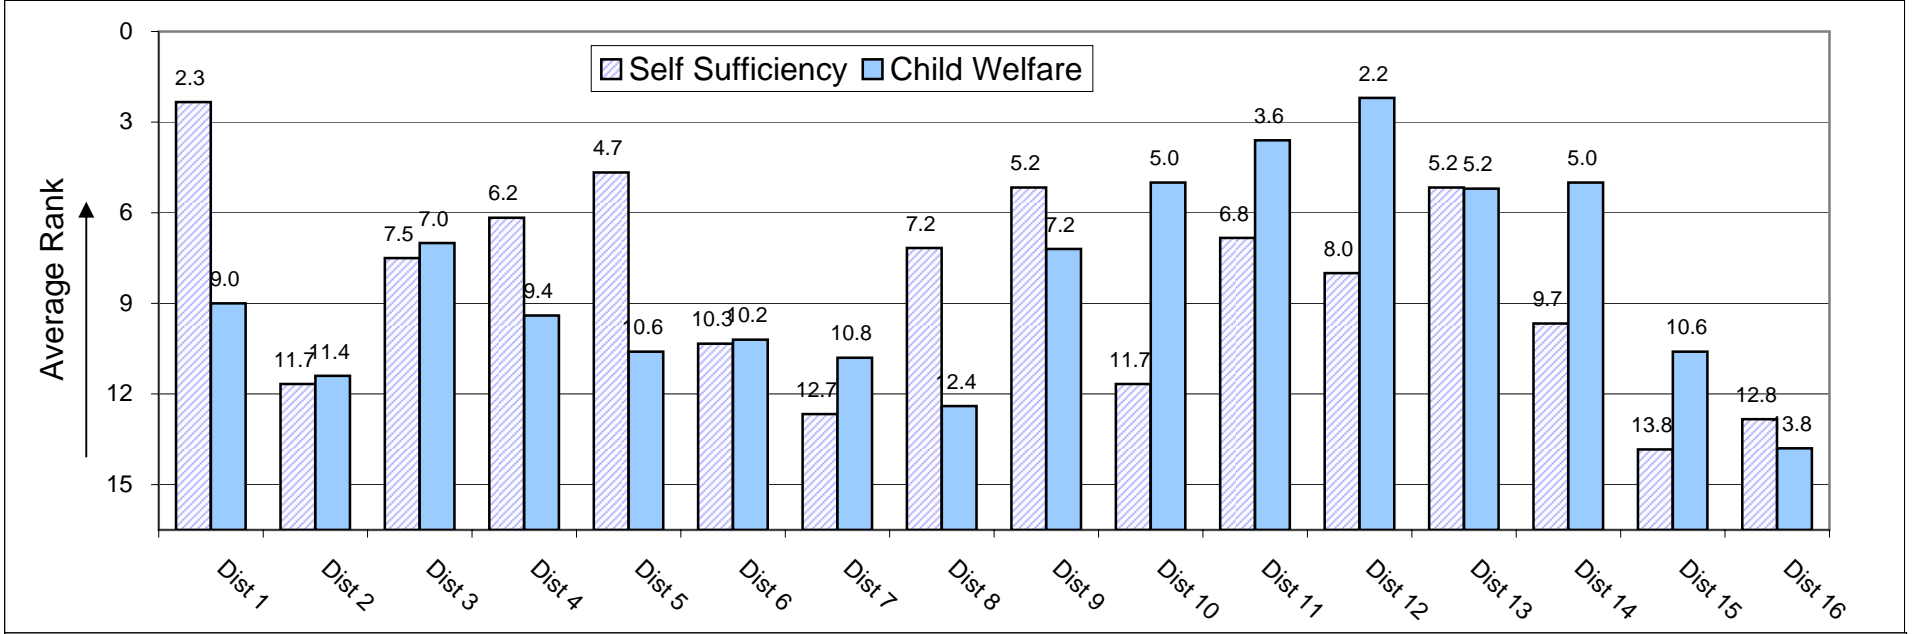 0
3
6
9
12
15
Average Rank
Self Sufficiency Child Welfare
2.3
9.0
11.7
11.4
7.5
7.0
6.2
9.4
4.7
10.6
10.3
10.2
12.7
10.8
7.2
12.4
5.2
7.2
11.7
5.0
6.8
3.6
8.0
2.2
5.2
5.2
9.7
5.0
13.8
10.6
12.8
13.8
Dist 1
Dist 2
Dist 3
Dist 4
Dist 5
Dist 6
Dist 7
Dist 8
Dist 9
Dist 10
Dist 11
Dist 12
Dist 13
Dist 14
Dist 15
Dist 16